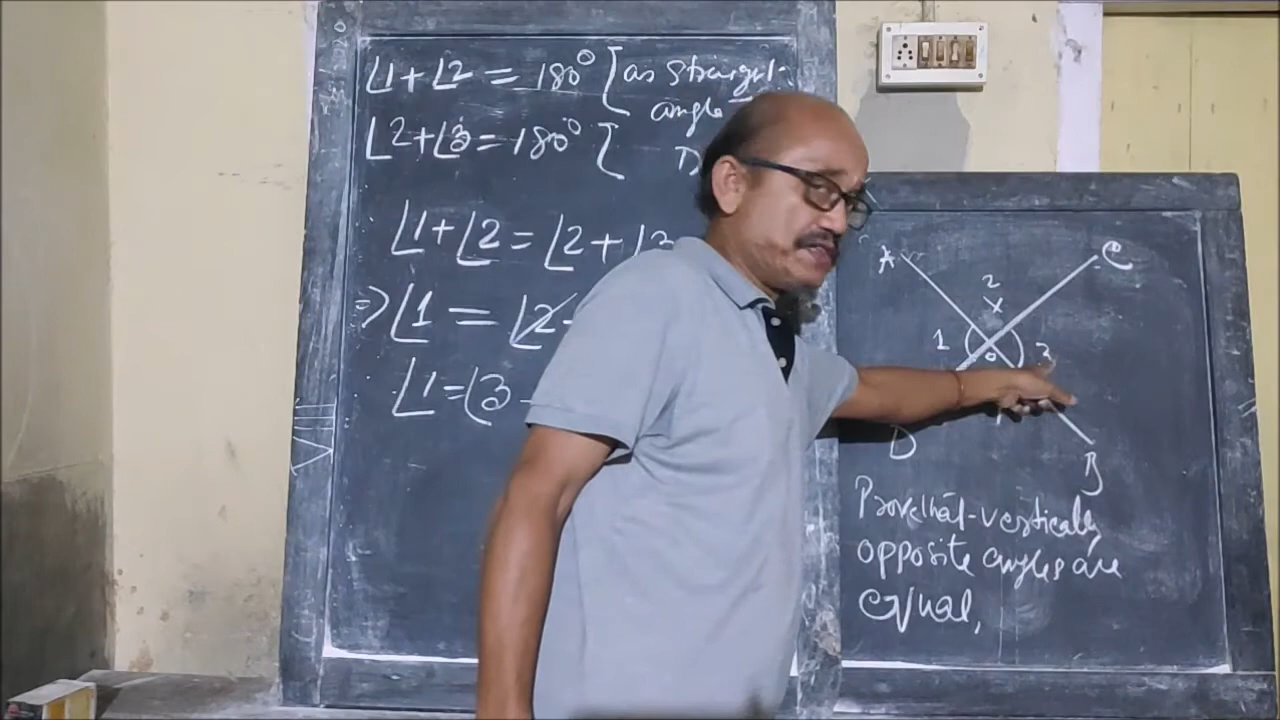 ∠1+∠2 = 180° [as straight
angle
∠2+∠3=180° [
D
∠1+∠2=∠2+∠3
=>∠1 = ∠2
∠1=∠3
A
C
2
x
1
o
3
D
B
Prove that vertically
opposite angles are
equal,